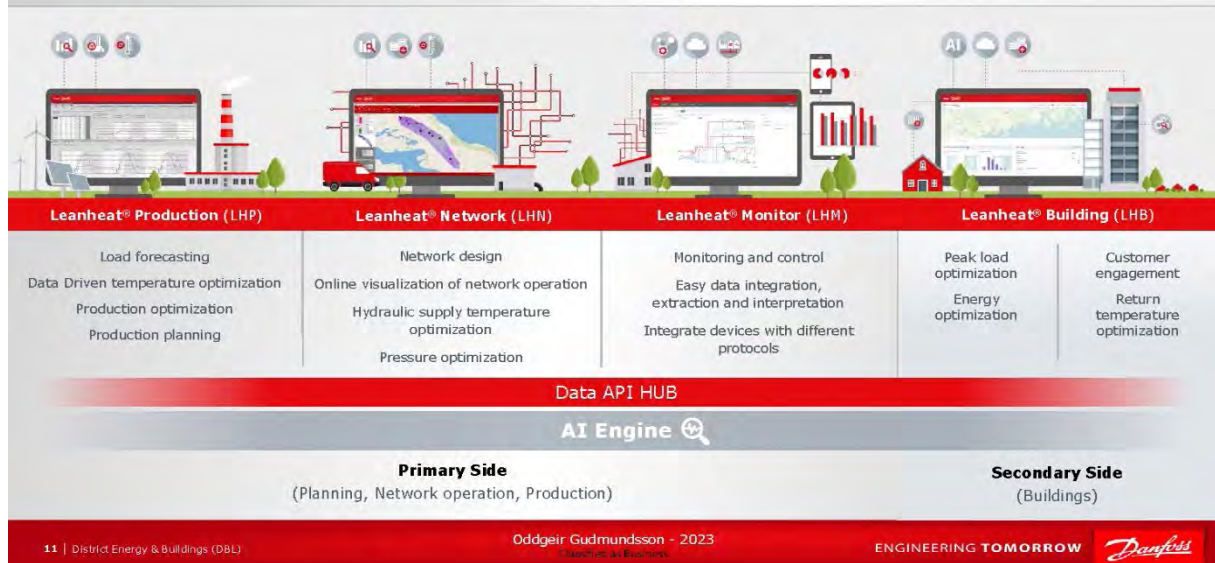 AI
Leanheat® Production (LHP)
Leanheat® Network (LHN)
Leanheat® Monitor (LHM)
Leanheat® Building (LHB)
Load forecasting
Data Driven temperature optimization
Production optimization
Production planning
Network design
Online visualization of network operation
Hydraulic supply temperature
optimization
Pressure optimization
Monitoring and control
Easy data integration,
extraction and interpretation
Integrate devices with different
protocols
Peak load
optimization
Energy
optimization
Customer
engagement
Return
temperature
optimization
Data API HUB
AI Engine
Primary Side
(Planning, Network operation, Production)
Secondary Side
(Buildings)
11 | District Energy & Buildings (DBL)
Oddgeir Gudmundsson - 2023
Classified as Business
ENGINEERING TOMORROW
Danfoss